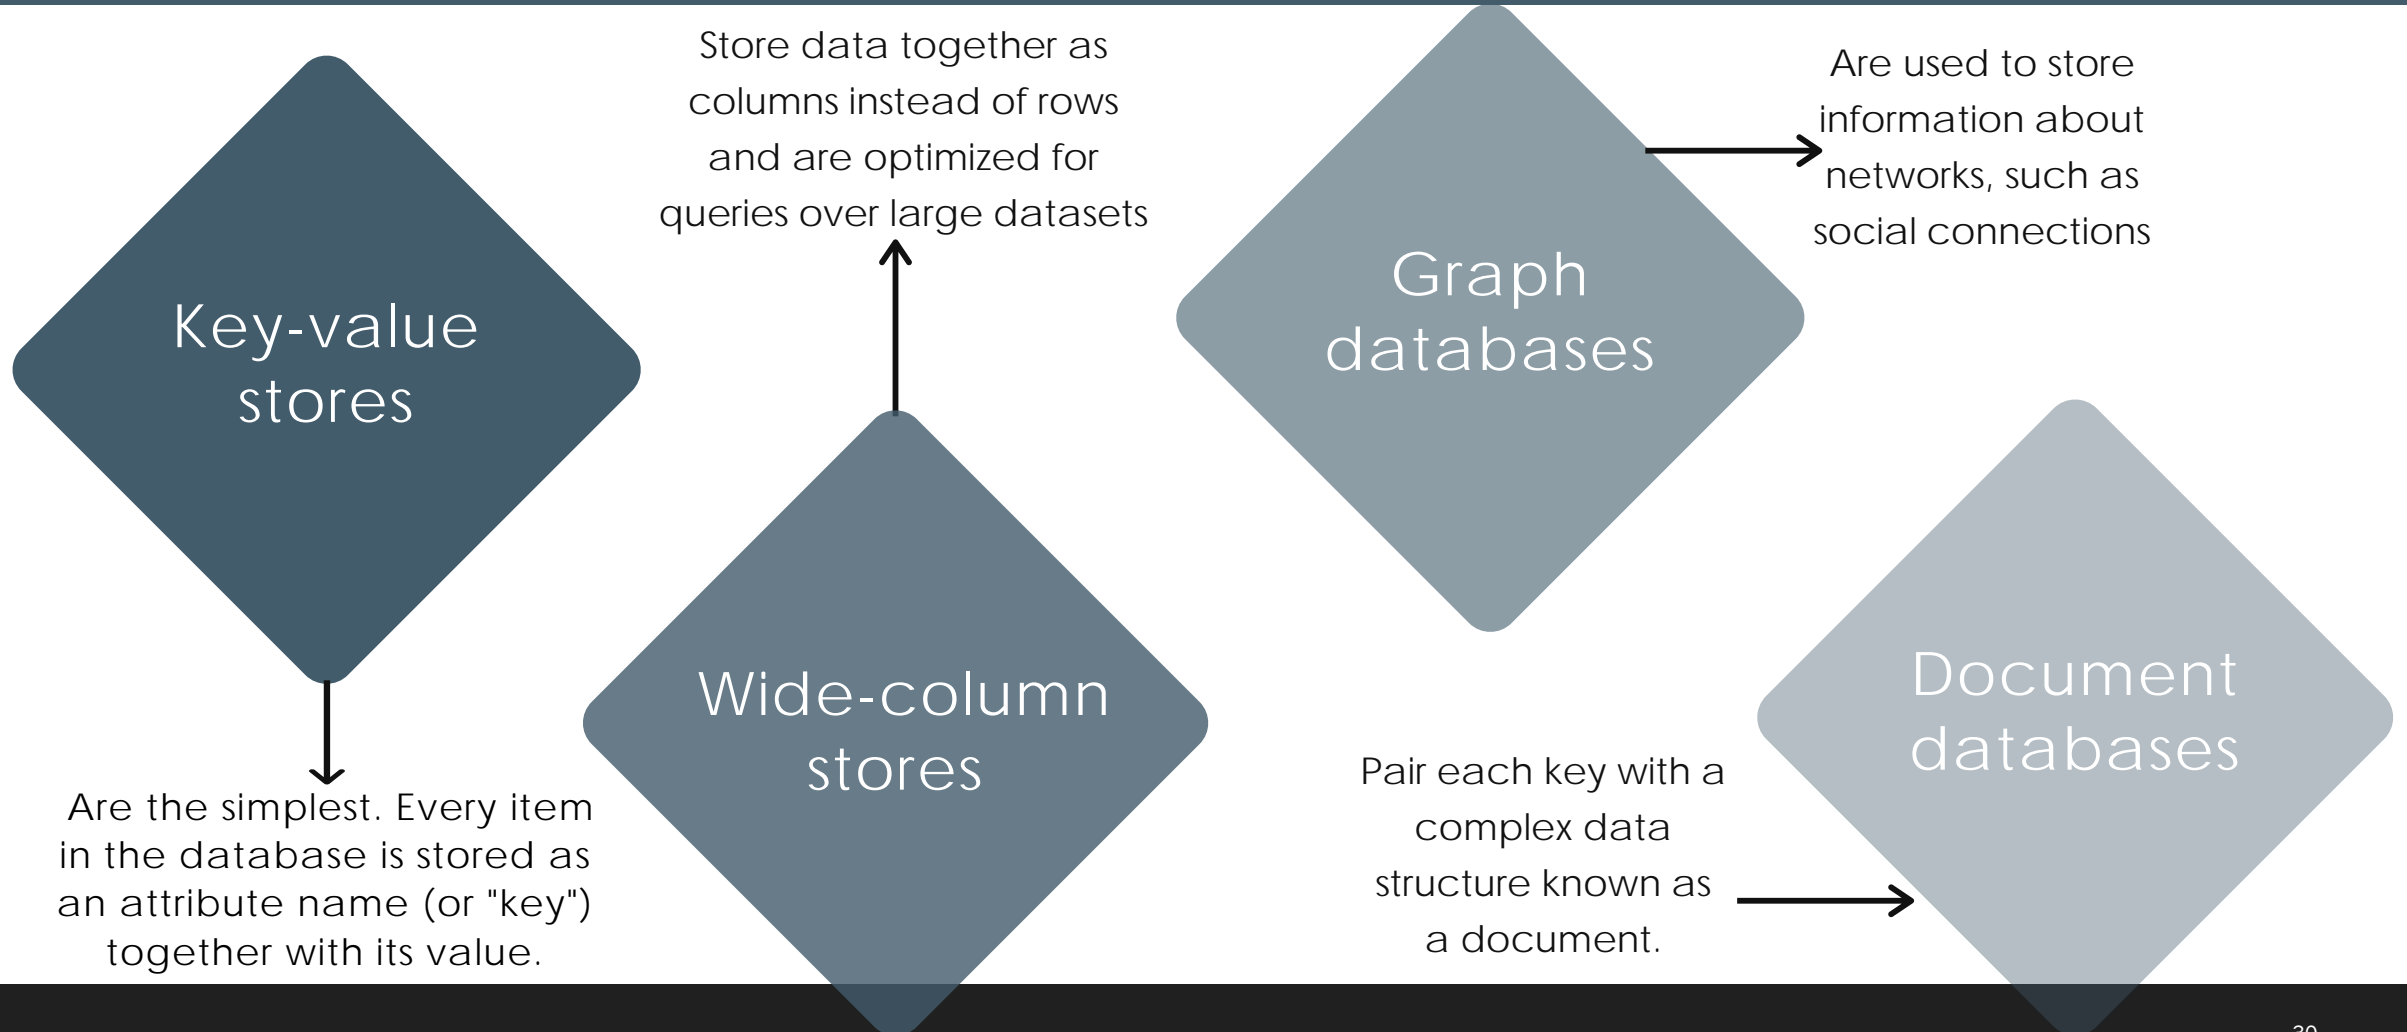 Key-value
stores
Are the simplest. Every item
in the database is stored as
an attribute name (or "key")
together with its value.
Store data together as
columns instead of rows
and are optimized for
queries over large datasets
Wide-column
stores
Graph
databases
Are used to store
information about
networks, such as
social connections
Pair each key with a
complex data
structure known as
a document.
Document
databases